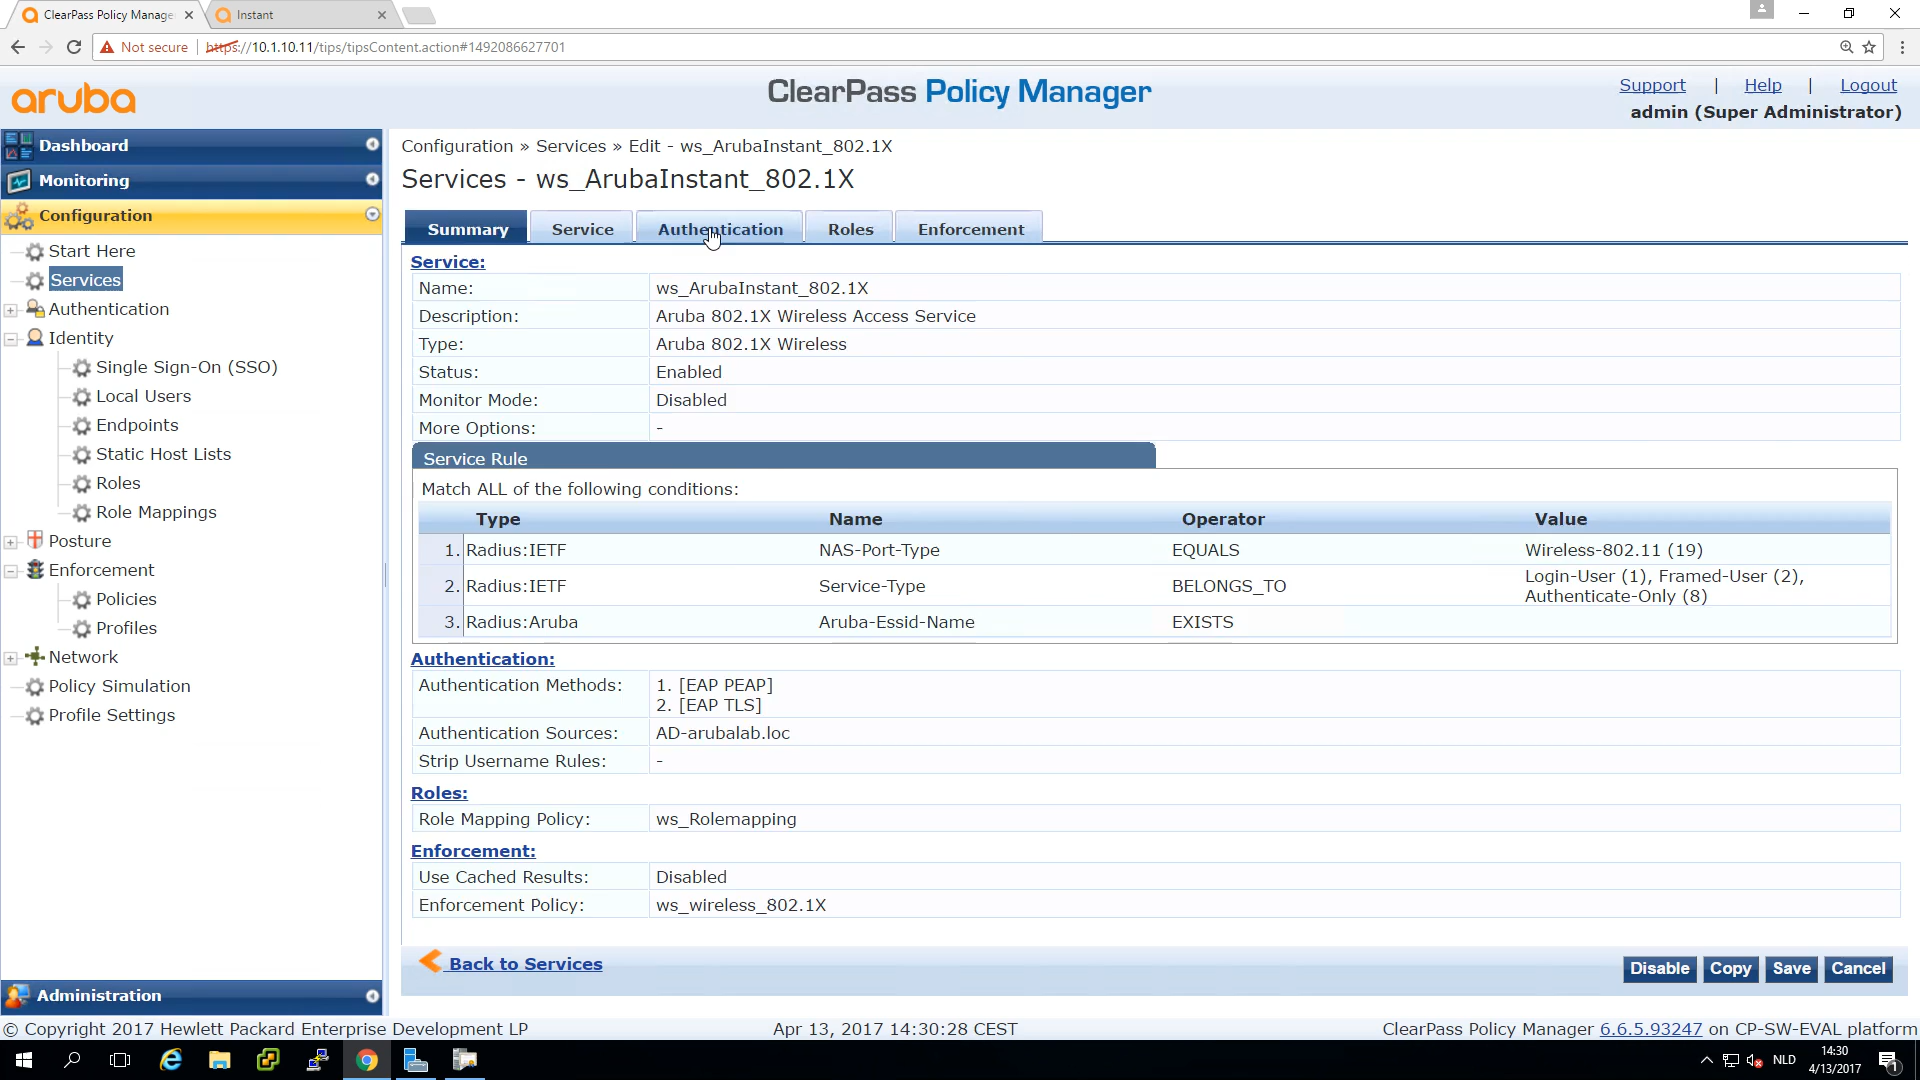 ClearPass Policy Manage
Instant
Not secure
https://10.1.10.11/tips/tipsContent.action#1492086627701
aruba
ClearPass Policy Manager
Support | Help | Logout
admin (Super Administrator)
Dashboard
Monitoring
Configuration
Start Here
Services
Authentication
Identity
Single Sign-On (SSO)
Local Users
Endpoints
Static Host Lists
Roles
Role Mappings
Posture
Enforcement
Policies
Profiles
Network
Policy Simulation
Profile Settings
Administration
Configuration » Services » Edit - ws_ArubaInstant_802.1X
Services - ws_ArubaInstant_802.1X
Summary Service Authentication Roles Enforcement
Service:
Name: ws_ArubaInstant_802.1X
Description: Aruba 802.1X Wireless Access Service
Type: Aruba 802.1X Wireless
Status: Enabled
Monitor Mode: Disabled
More Options: -
Service Rule
Match ALL of the following conditions:
Type Name Operator Value
1. Radius:IETF NAS-Port-Type EQUALS Wireless-802.11 (19)
2. Radius:IETF Service-Type BELONGS_TO Login-User (1), Framed-User (2),
Authenticate-Only (8)
3. Radius:Aruba Aruba-Essid-Name EXISTS
Authentication:
Authentication Methods: 1. [EAP PEAP]
2. [EAP TLS]
Authentication Sources: AD-arubalab.loc
Strip Username Rules: -
Roles:
Role Mapping Policy: ws_Rolemapping
Enforcement:
Use Cached Results: Disabled
Enforcement Policy: ws_wireless_802.1X
Back to Services
Disable Copy Save Cancel
© Copyright 2017 Hewlett Packard Enterprise Development LP Apr 13, 2017 14:30:28 CEST ClearPass Policy Manager 6.6.5.93247 on CP-SW-EVAL platform
NLD
14:30
4/13/2017
1